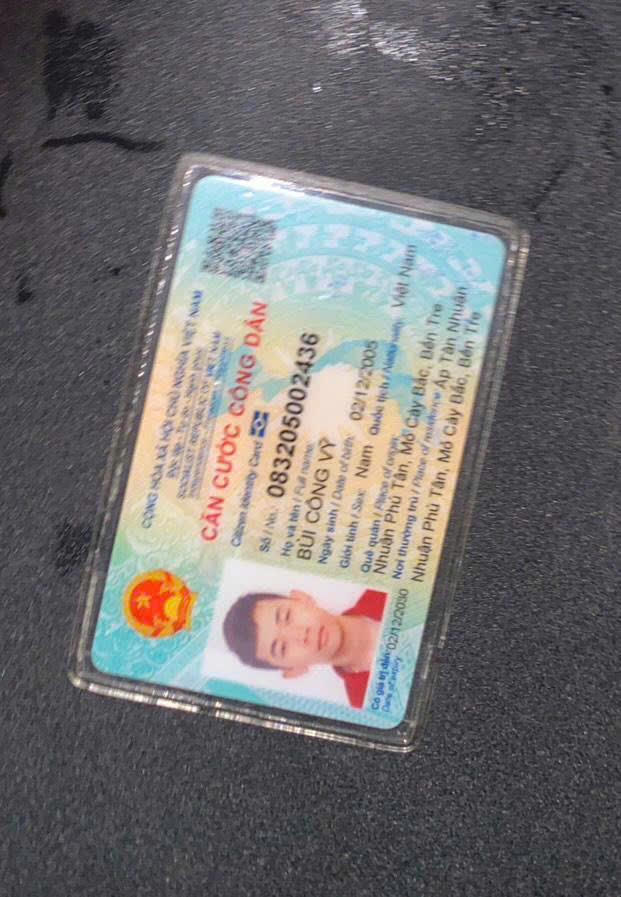 CỘNG HÒA XÃ HỘI CHỦ NGHĨA VIỆT NAM
Độc lập - Tự do - Hạnh phúc
SOCIALIST REPUBLIC OF VIET NAM
CĂN CƯỚC CÔNG DÂN
Citizen Identity Card
Số / No.: 083205002436
Họ và tên / Full name:
BÙI CÔNG VỸ
Ngày sinh / Date of birth: 02/12/2005
Giới tính / Sex: Nam Quốc tịch / Nationality: Việt Nam
Quê quán / Place of origin:
Nhuận Phú Tân, Mỏ Cày Bắc, Bến Tre
Nơi thường trú / Place of residence: Ấp Tân Nhuận
Nhuận Phú Tân, Mỏ Cày Bắc, Bến Tre
Có giá trị đến: 02/12/2030
Date of expiry